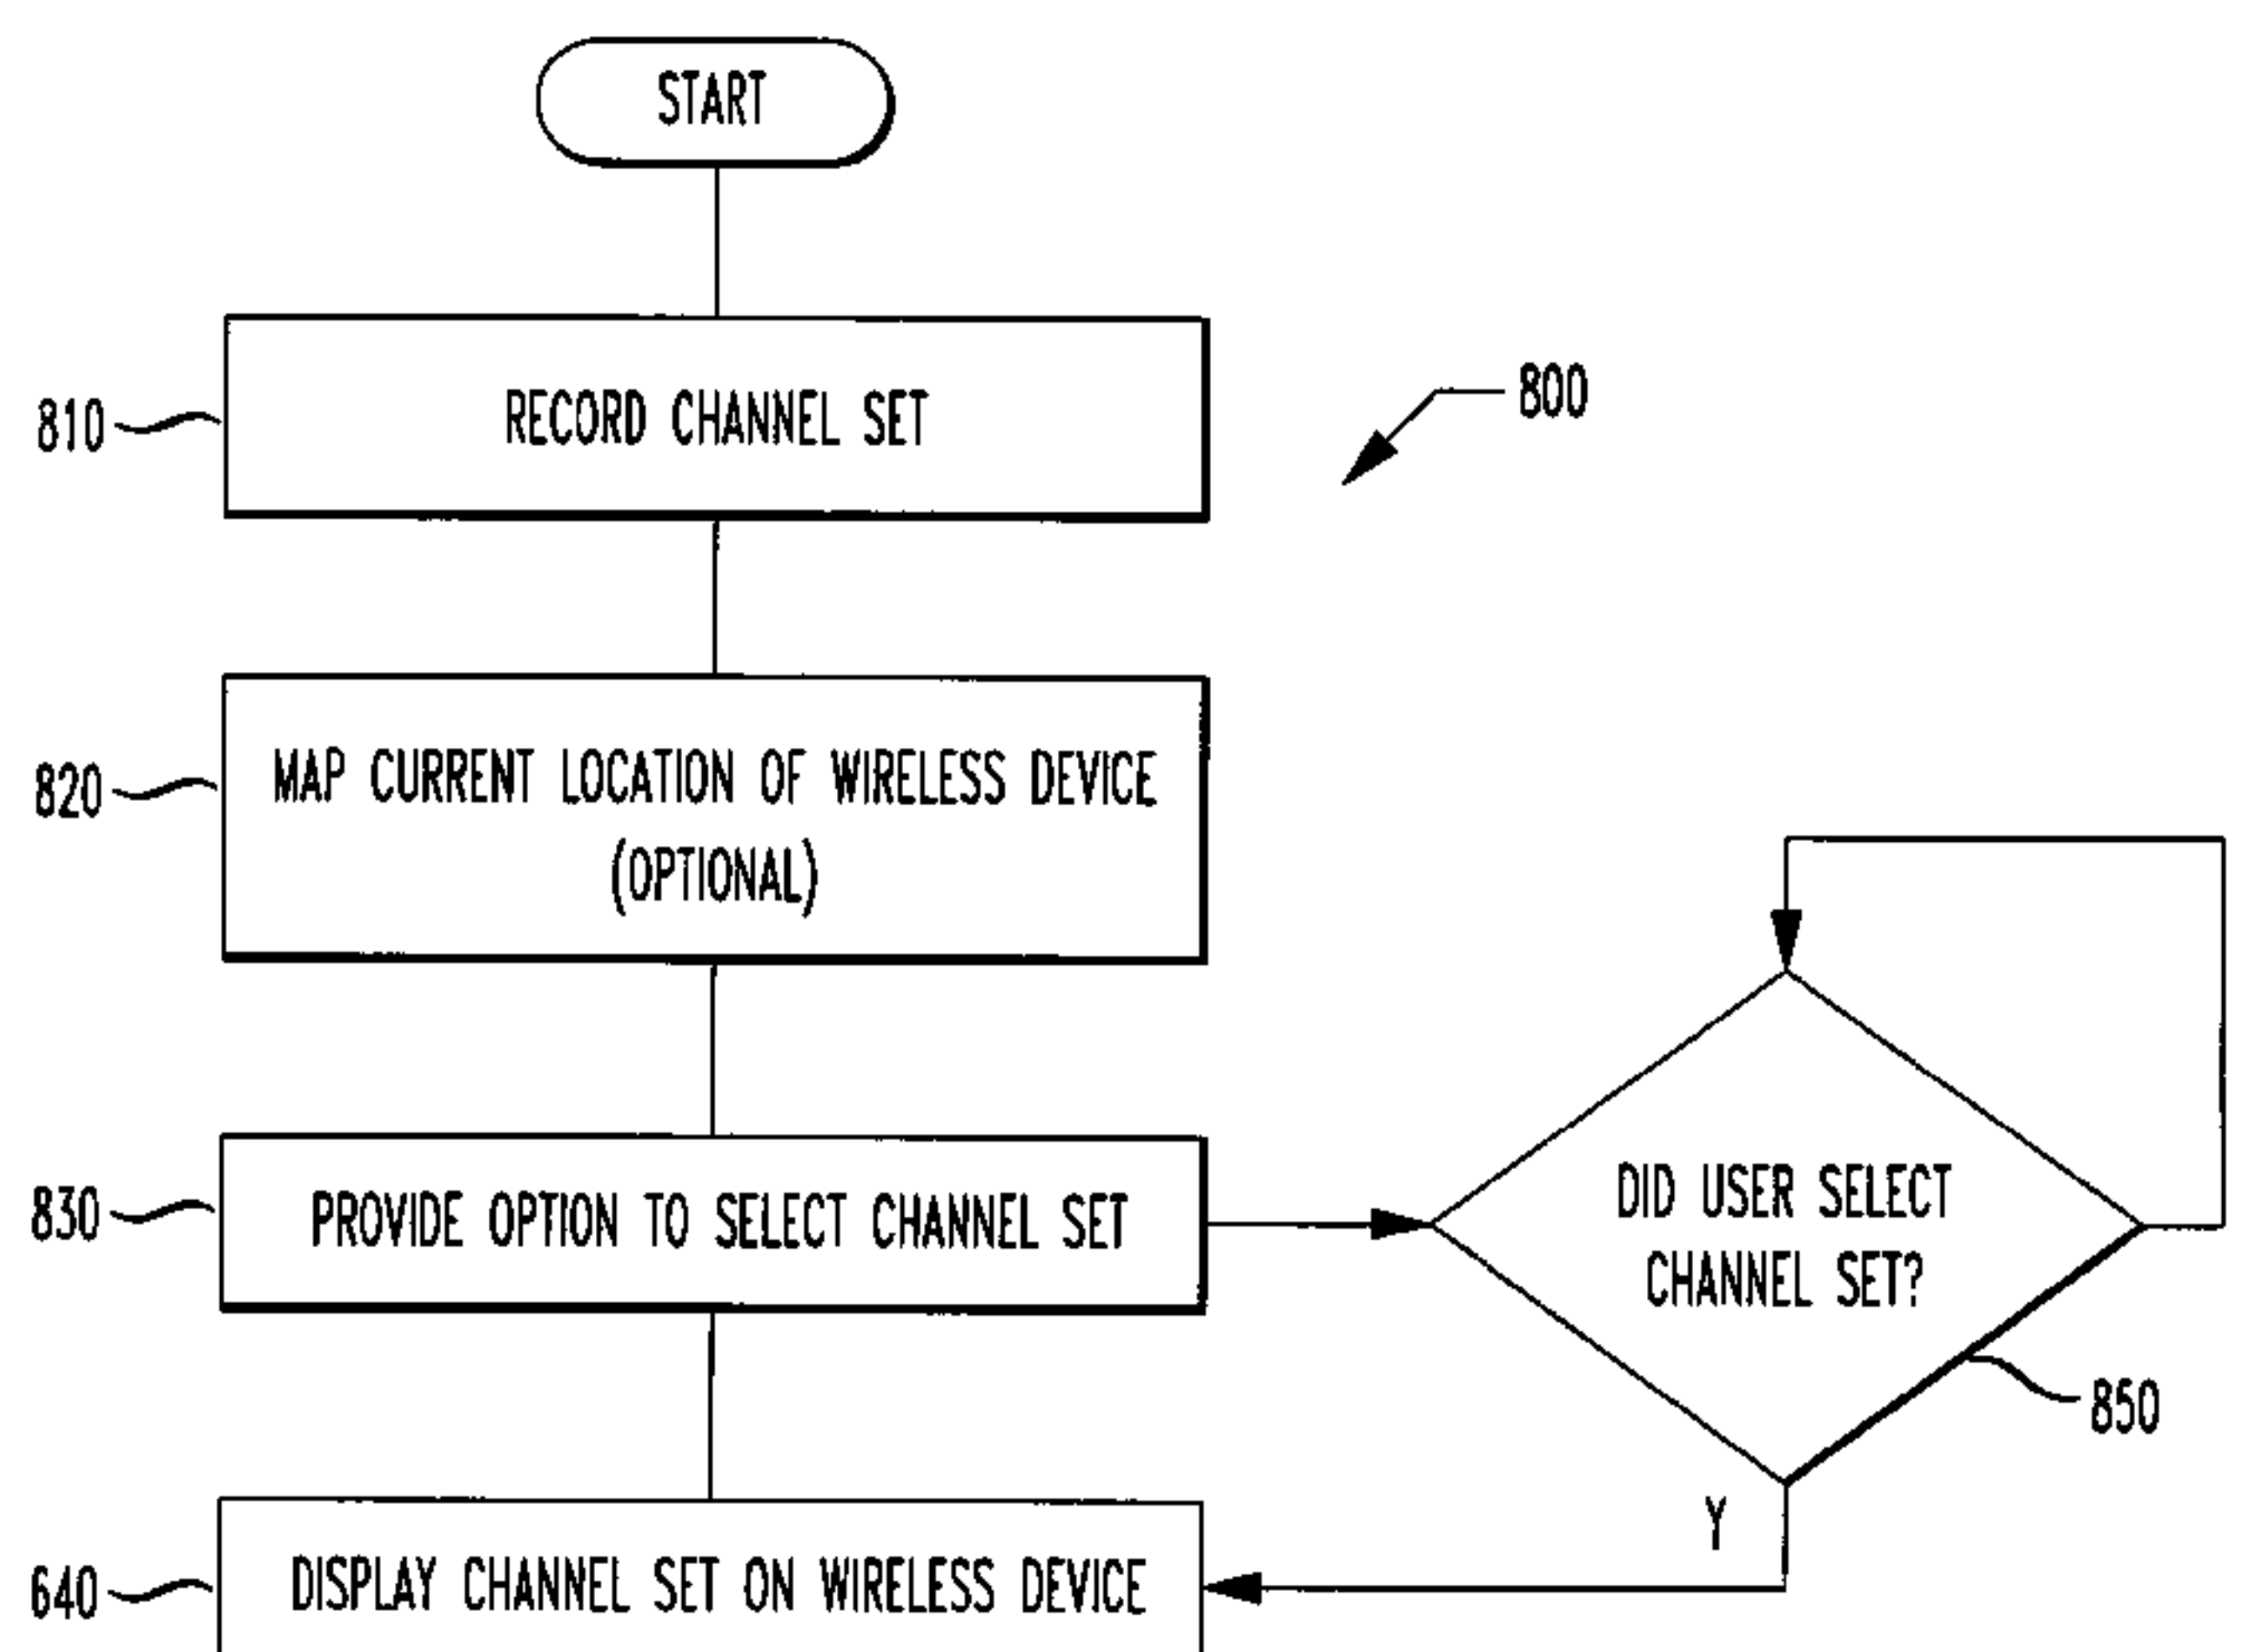 START
810
RECORD CHANNEL SET
800
820
MAP CURRENT LOCATION OF WIRELESS DEVICE
(OPTIONAL)
830
PROVIDE OPTION TO SELECT CHANNEL SET
DID USER SELECT
CHANNEL SET?
850
Y
640
DISPLAY CHANNEL SET ON WIRELESS DEVICE